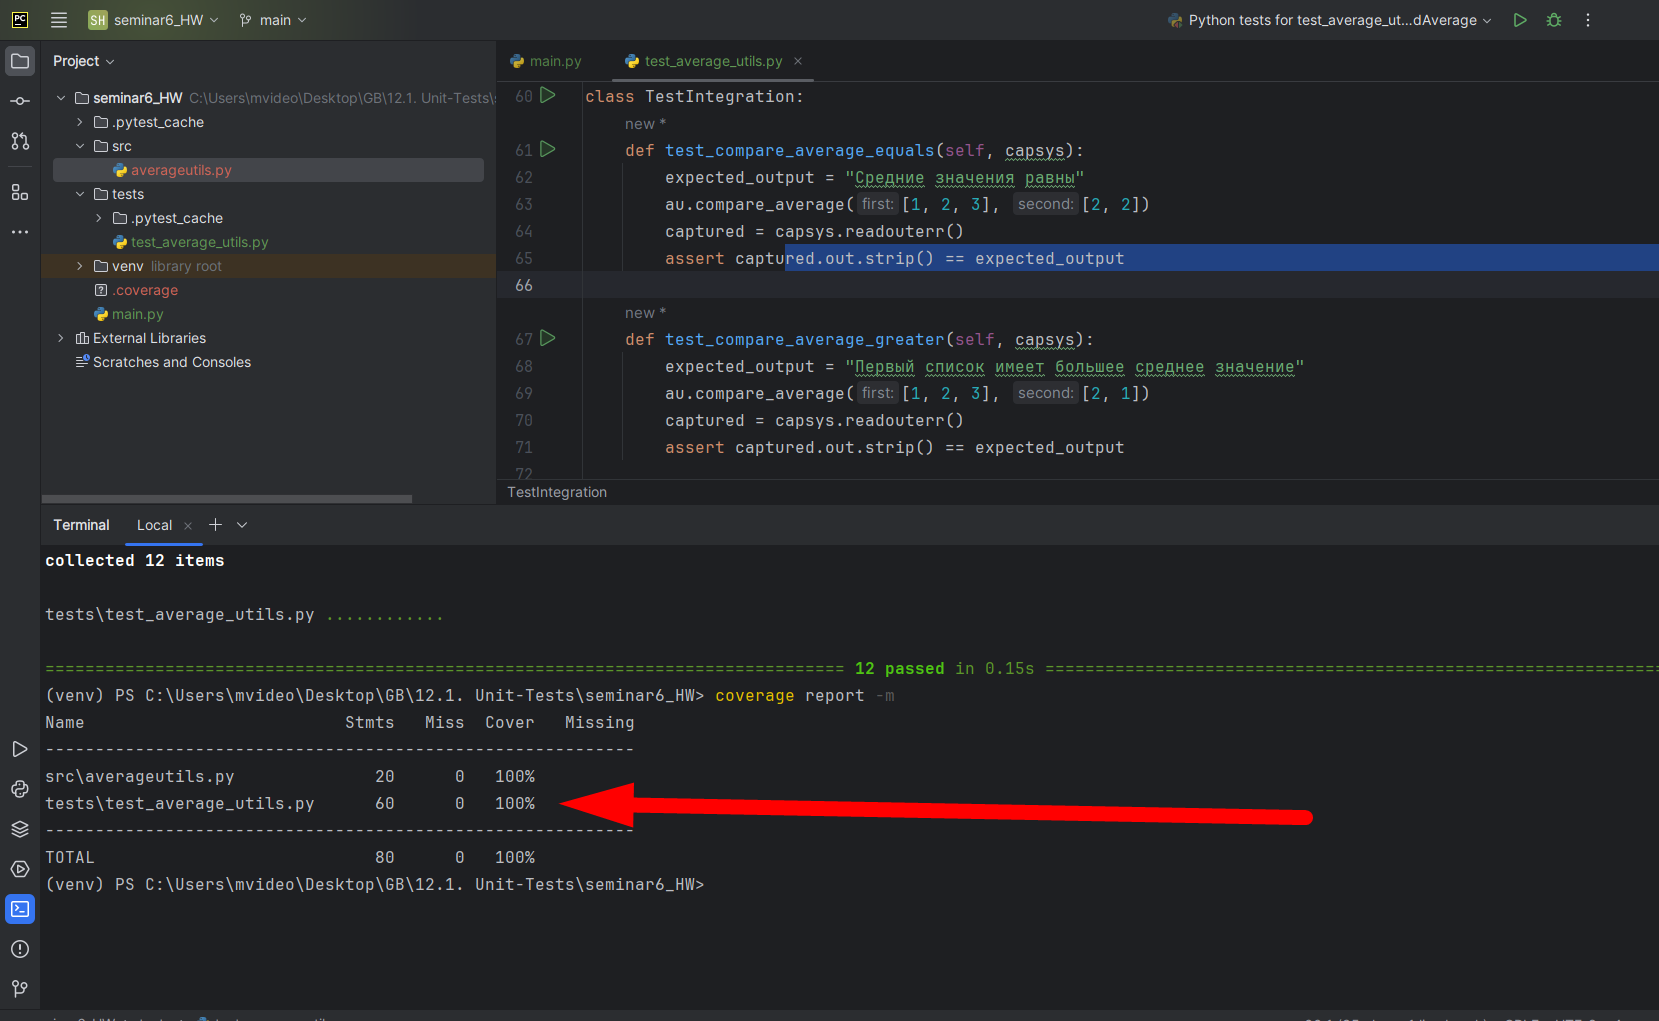 PC
SH seminar6_HW
main
Python tests for test_average_ut...dAverage
Project
seminar6_HW C:\Users\mvideo\Desktop\GB\12.1. Unit-Tests\
.pytest_cache
src
averageutils.py
tests
.pytest_cache
test_average_utils.py
venv library root
.coverage
main.py
External Libraries
Scratches and Consoles
main.py
test_average_utils.py
60 class TestIntegration:
new *
61 def test_compare_average_equals(self, capsys):
62 expected_output = "Средние значения равны"
63 au.compare_average( first: [1, 2, 3], second: [2, 2])
64 captured = capsys.readouterr()
65 assert captured.out.strip() == expected_output
66
new *
67 def test_compare_average_greater(self, capsys):
68 expected_output = "Первый список имеет большее среднее значение"
69 au.compare_average( first: [1, 2, 3], second: [2, 1])
70 captured = capsys.readouterr()
71 assert captured.out.strip() == expected_output
72
TestIntegration
Terminal Local
collected 12 items
tests\test_average_utils.py ............
================================================================================ 12 passed in 0.15s ==============================================================
(venv) PS C:\Users\mvideo\Desktop\GB\12.1. Unit-Tests\seminar6_HW> coverage report -m
Name Stmts Miss Cover Missing
-----------------------------------------------------------
src\averageutils.py 20 0 100%
tests\test_average_utils.py 60 0 100%
-----------------------------------------------------------
TOTAL 80 0 100%
(venv) PS C:\Users\mvideo\Desktop\GB\12.1. Unit-Tests\seminar6_HW>